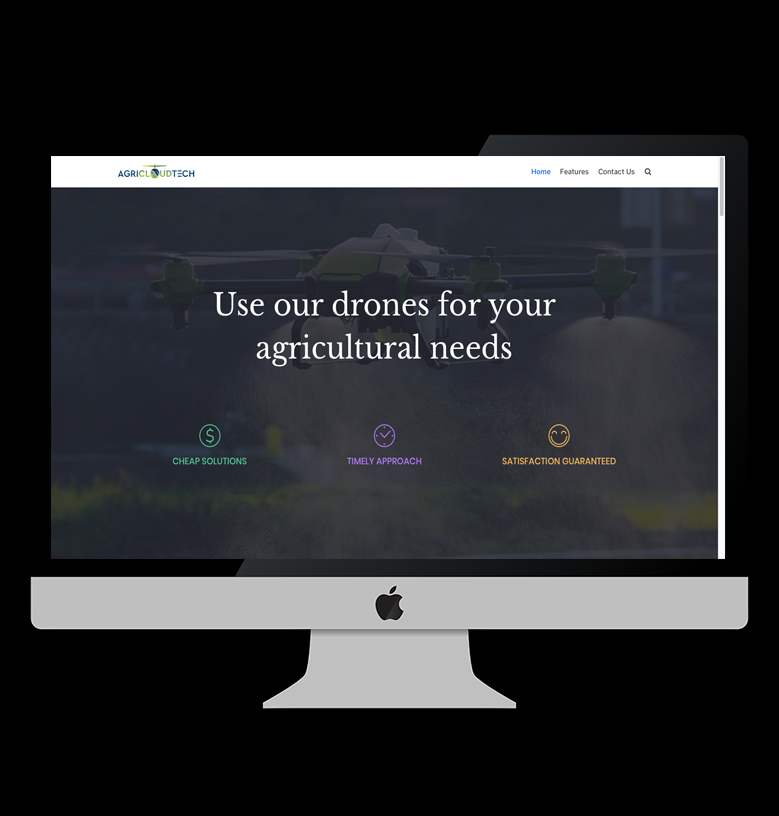 AGRICLOUDTECH
Home Features Contact Us
Use our drones for your
agricultural needs
CHEAP SOLUTIONS
TIMELY APPROACH
SATISFACTION GUARANTEED